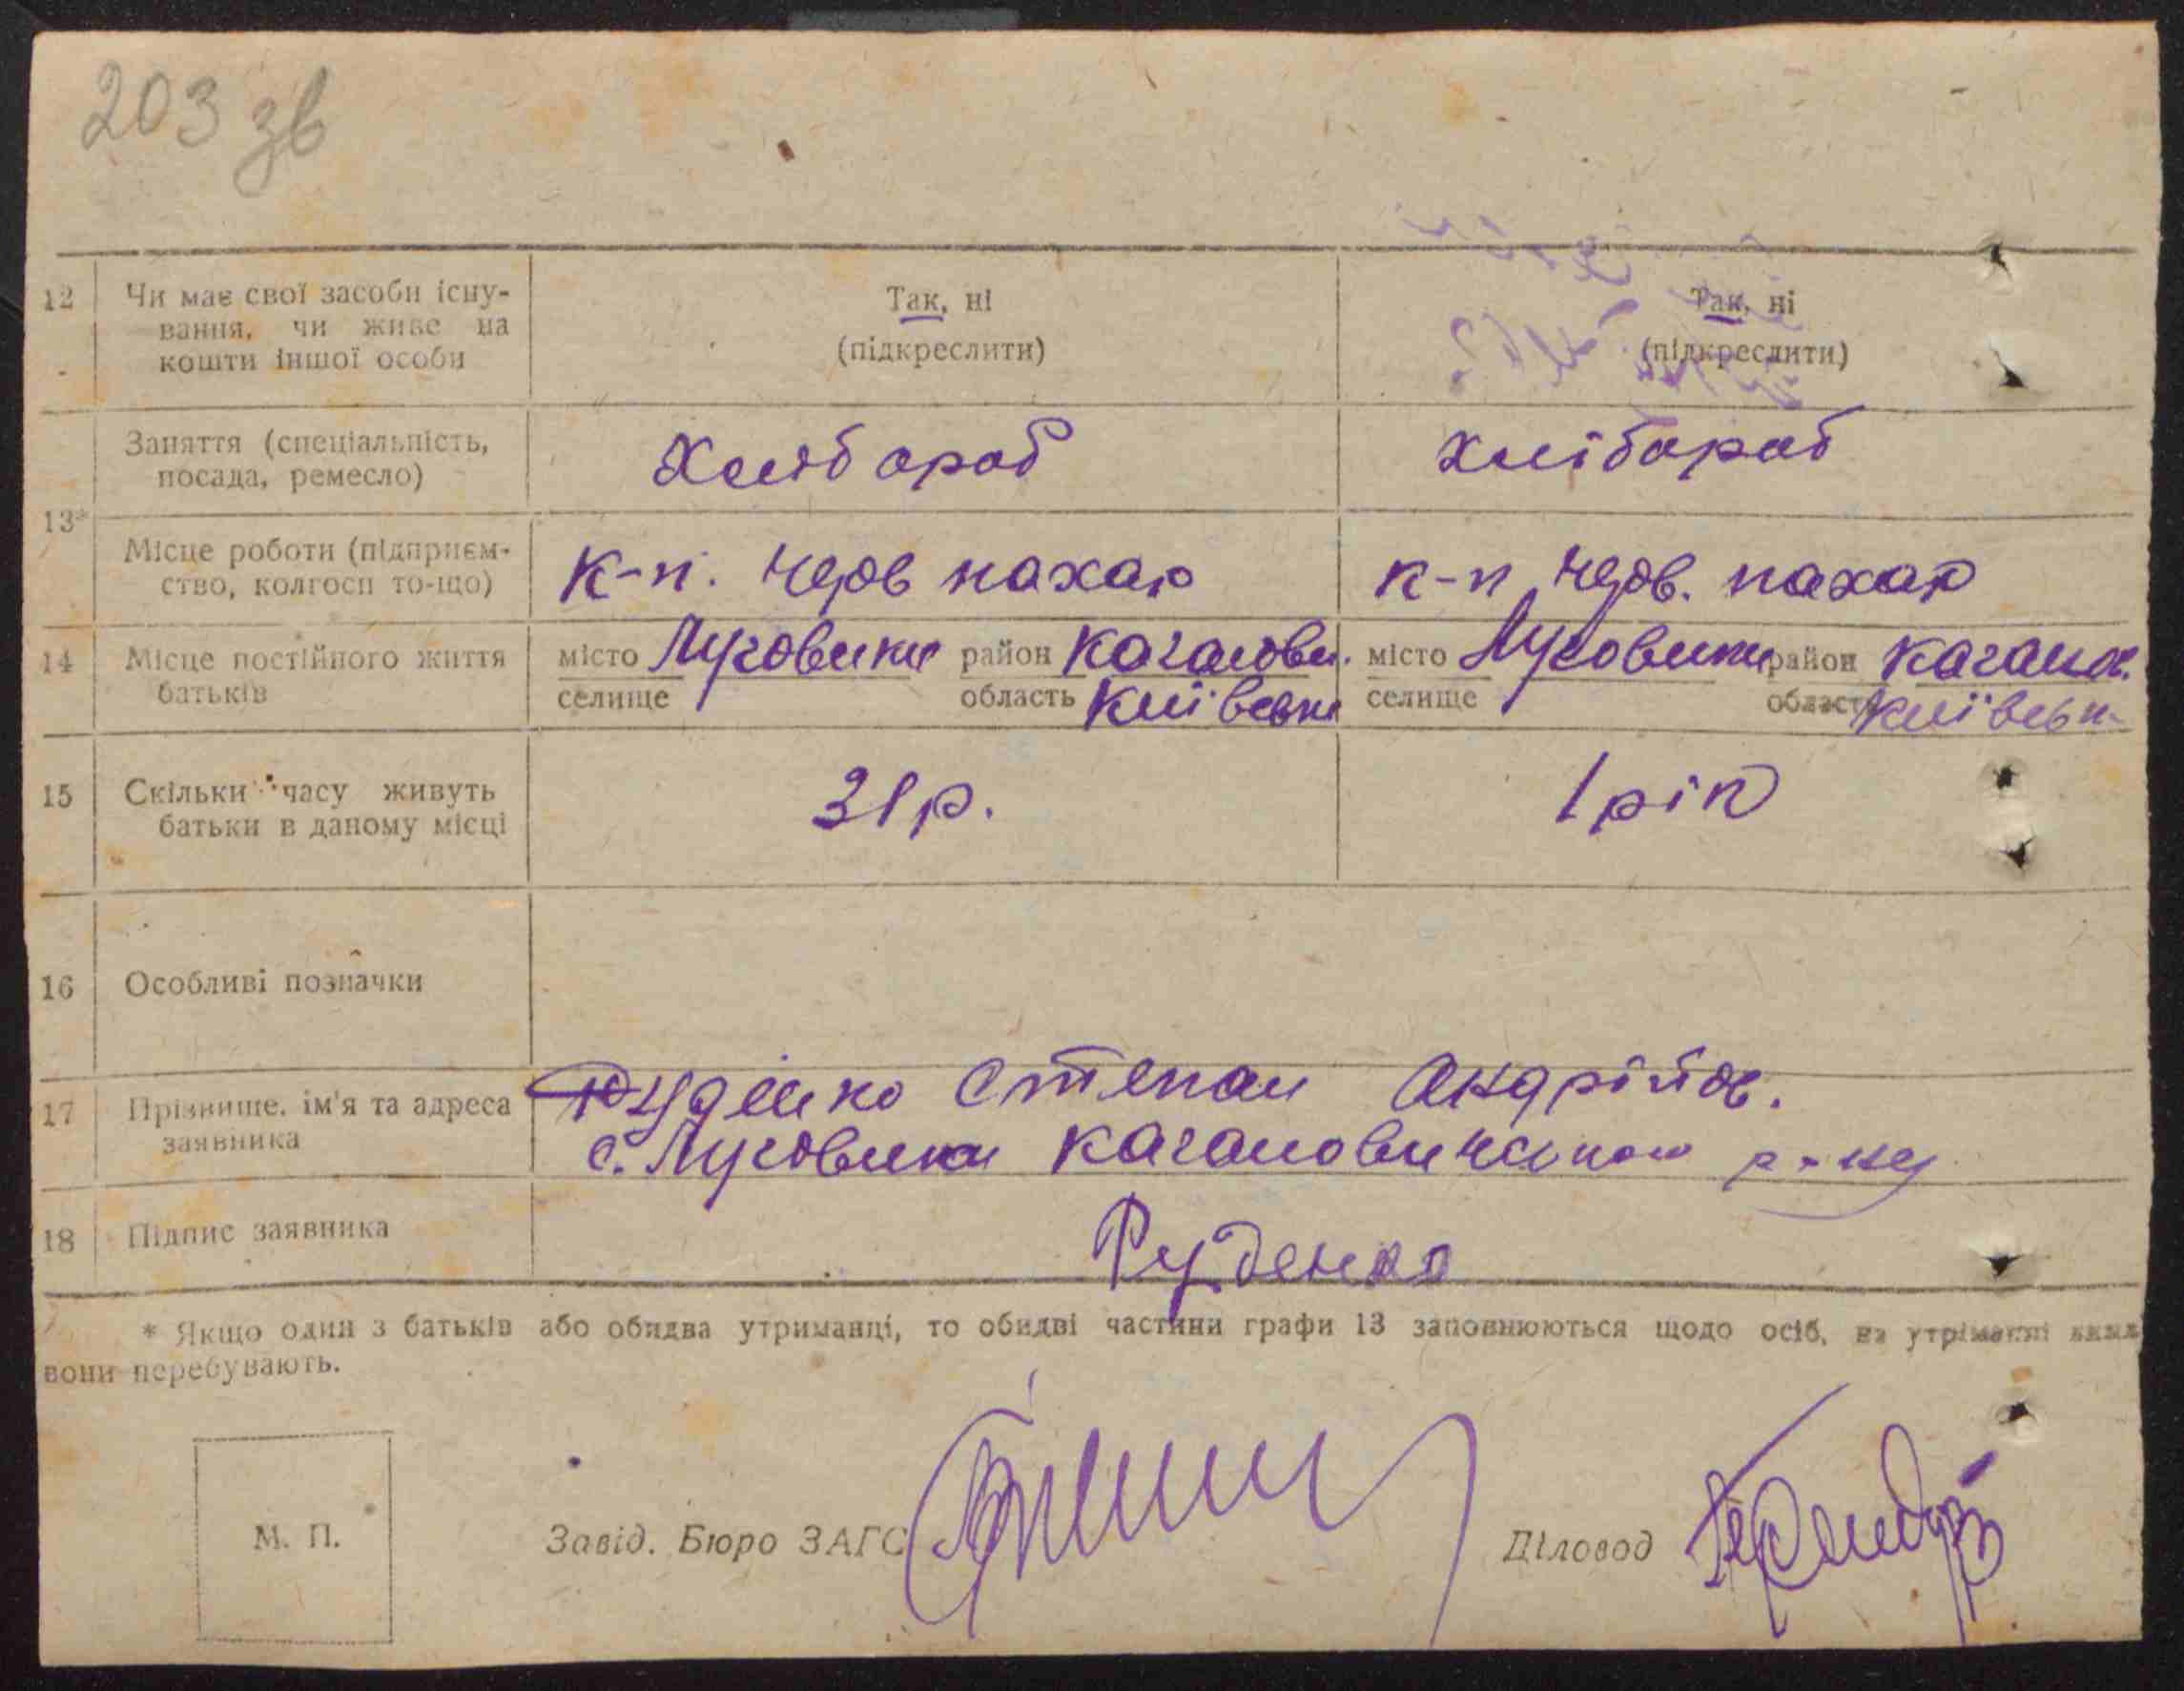 203 зв
12 Чи має свої засоби існу-
вання, чи живе на
кошти іншої особи
Так, ні
(підкреслити)
Так, ні
(підкреслити)
13*
Заняття (спеціальність,
посада, ремесло)
Хлібороб
хлібороб
Місце роботи (підприєм-
ство, колгосп то-що)
к-п. Черв пахар
к-п Черв. пахар
14 Місце постійного життя
батьків
місто Луговики район Каганови.
селище область Київськ
місто Луговики район Каганов.
селище область Київськ
15 Скільки часу живуть
батьки в даному місці
31 р.
1 рік
16 Особливі позначки
17 Прізвище, ім'я та адреса
заявника
Руденко Степан Андрійов.
с. Луговики Кагановичського р-ну
18 Підпис заявника
Руденко
* Якщо один з батьків або обидва утриманці, то обидві частини графи 13 заповнюються щодо осіб, на утриманні яких
вони перебувають.
М. П.
Завід. Бюро ЗАГС
Діловод